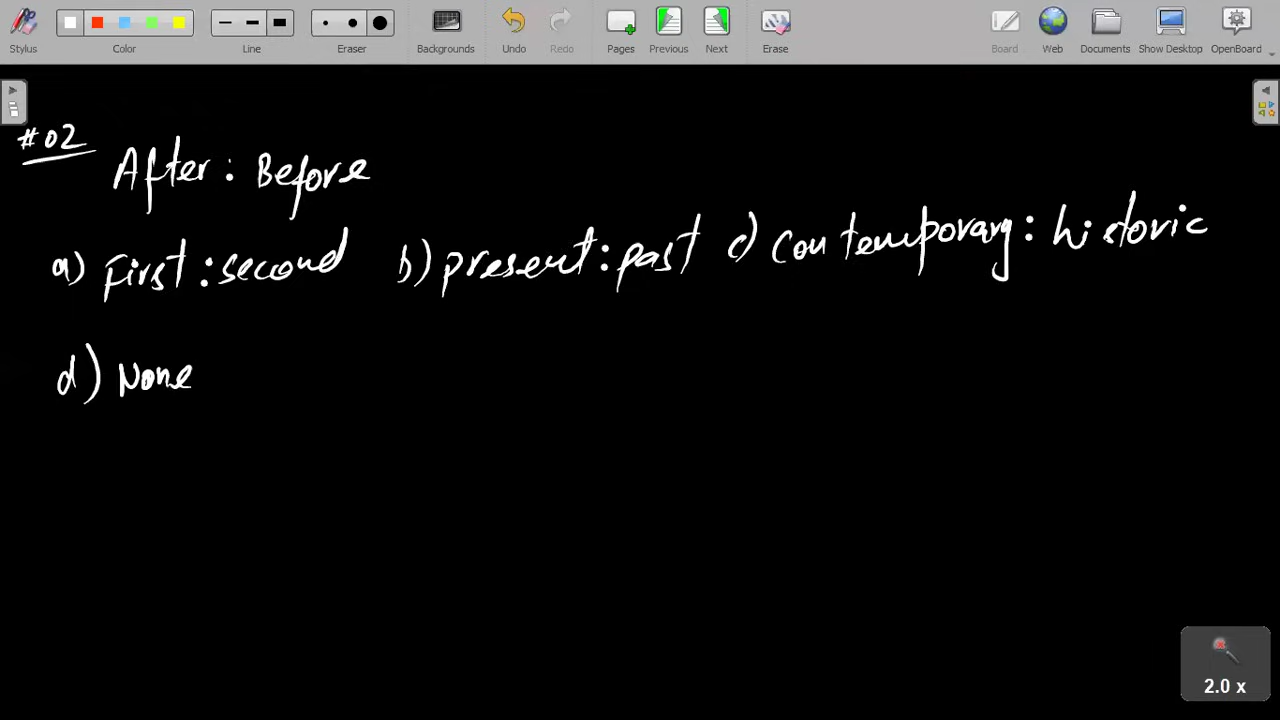 Stylus Color Line Eraser Backgrounds Undo Redo Pages Previous Next Erase Board Web Documents Show Desktop OpenBoard
#02
After : Before
a) First : second b) present : past c) contemporary : historic
d) None
2.0 x